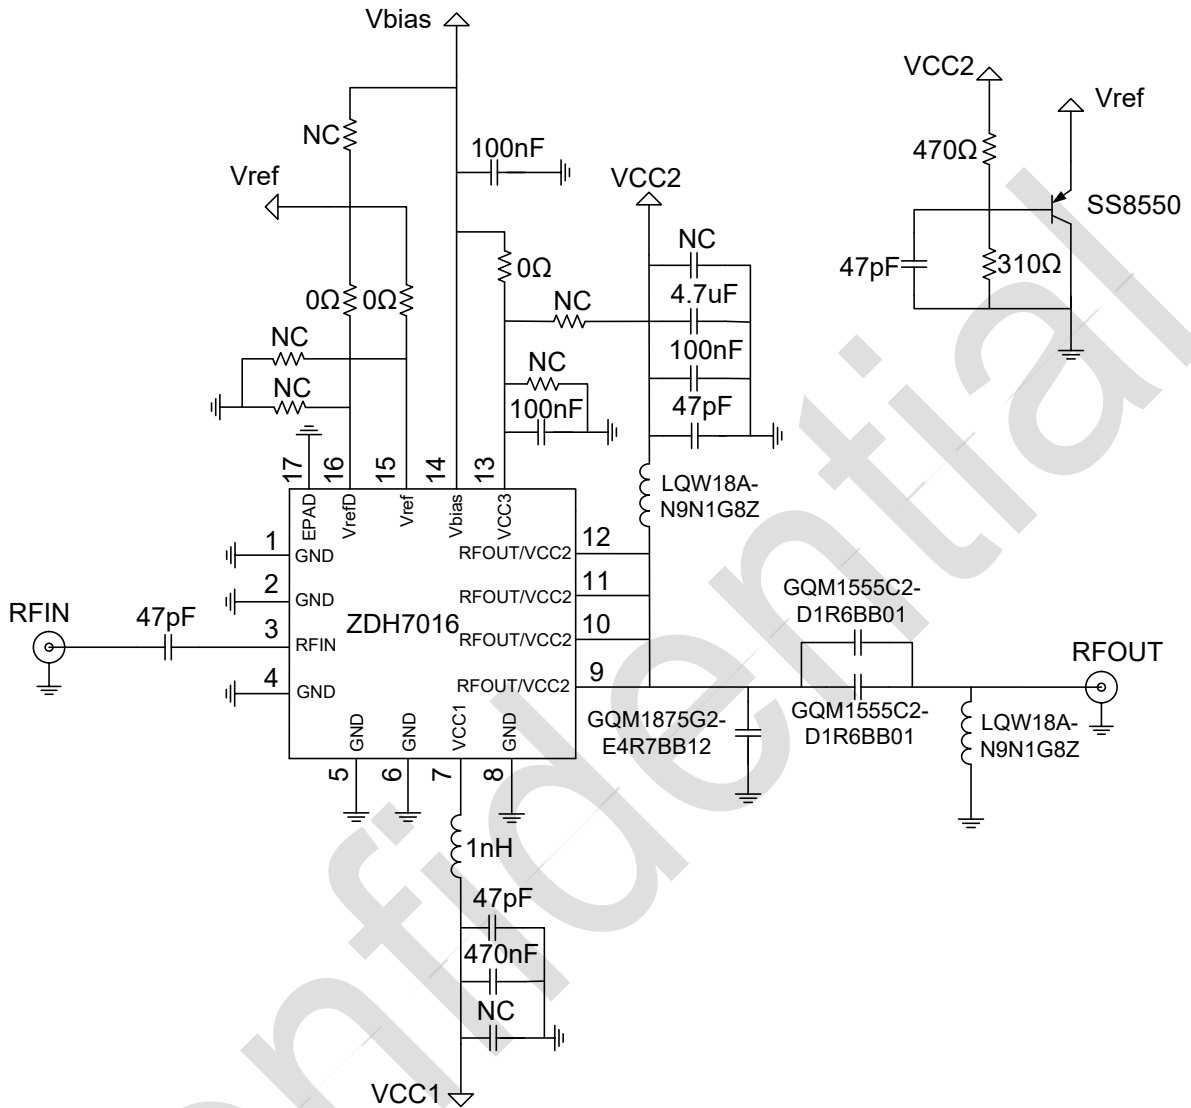 Vbias
VCC2
Vref
NC
100nF
470Ω
Vref
VCC2
SS8550
NC
0Ω
47pF
310Ω
0Ω
0Ω
NC
4.7uF
NC
100nF
NC
NC
100nF
47pF
17
16
15
14
13
LQW18A-
N9N1G8Z
EPAD
VrefD
Vref
Vbias
VCC3
1
GND
RFOUT/VCC2
12
2
GND
RFOUT/VCC2
11
RFIN
47pF
3
RFIN
ZDH7016
RFOUT/VCC2
10
4
GND
RFOUT/VCC2
9
GQM1555C2-
D1R6BB01
RFOUT
GQM1875G2-
E4R7BB12
GQM1555C2-
D1R6BB01
LQW18A-
N9N1G8Z
GND
GND
VCC1
GND
5
6
7
8
1nH
47pF
470nF
NC
VCC1
nfidential